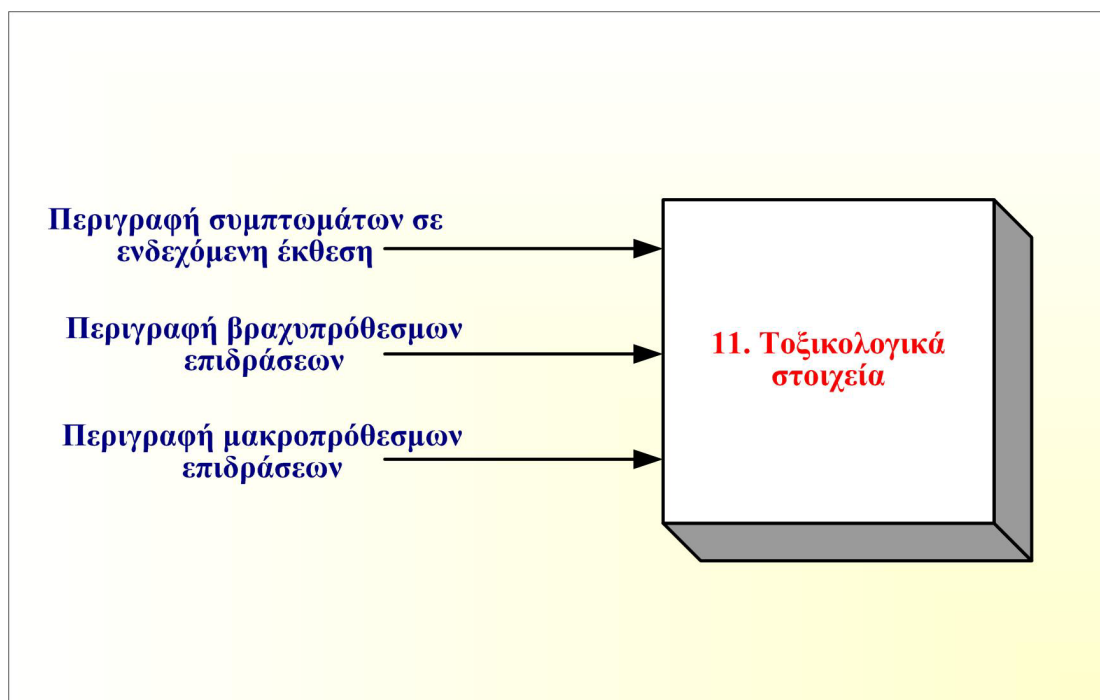 Περιγραφή συμπτωμάτων σε
ενδεχόμενη έκθεση
Περιγραφή βραχυπρόθεσμων
επιδράσεων
Περιγραφή μακροπρόθεσμων
επιδράσεων
11. Τοξικολογικά
στοιχεία